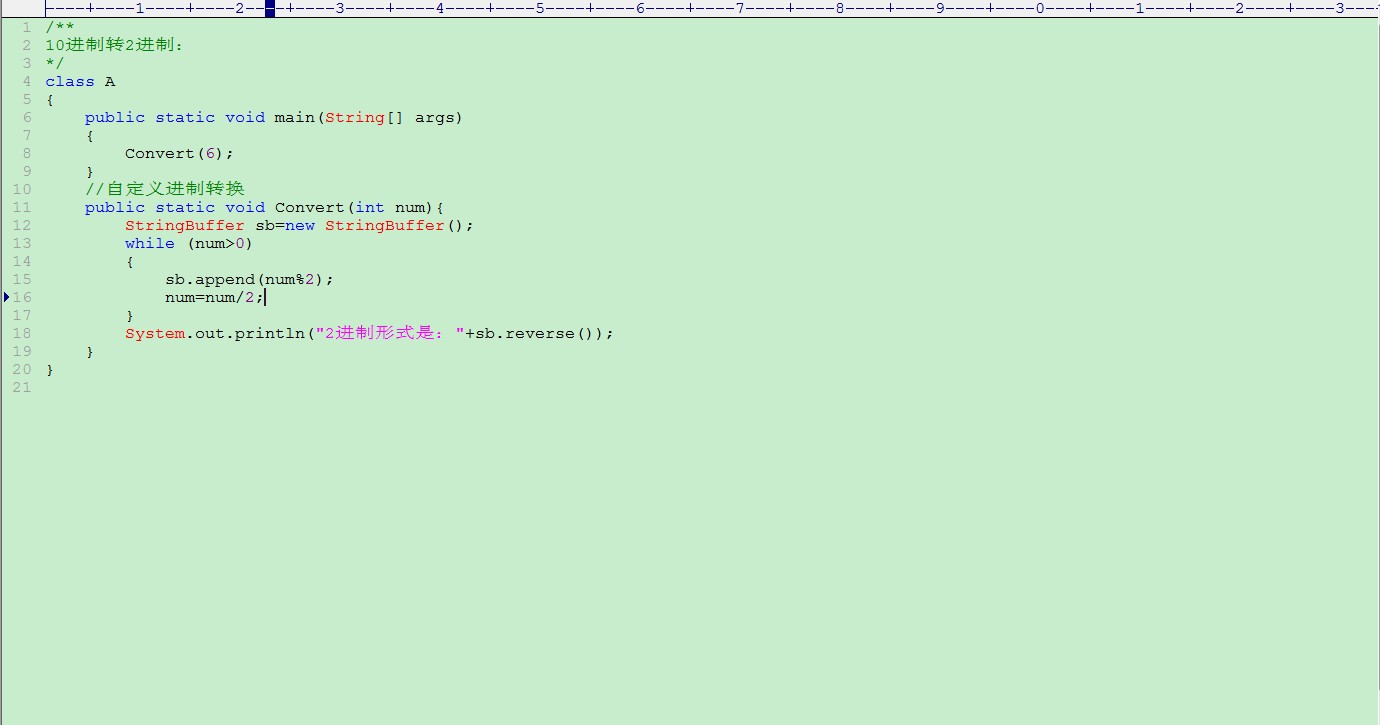 ----+----1----+----2----+----3----+----4----+----5----+----6----+----7----+----8----+----9----+----0----+----1----+----2----+----3---
1 /**
2 10进制转2进制：
3 */
4 class A
5 {
6     public static void main(String[] args)
7     {
8         Convert(6);
9     }
10     //自定义进制转换
11     public static void Convert(int num){
12         StringBuffer sb=new StringBuffer();
13         while (num>0)
14         {
15             sb.append(num%2);
16             num=num/2;
17         }
18         System.out.println("2进制形式是："+sb.reverse());
19     }
20 }
21